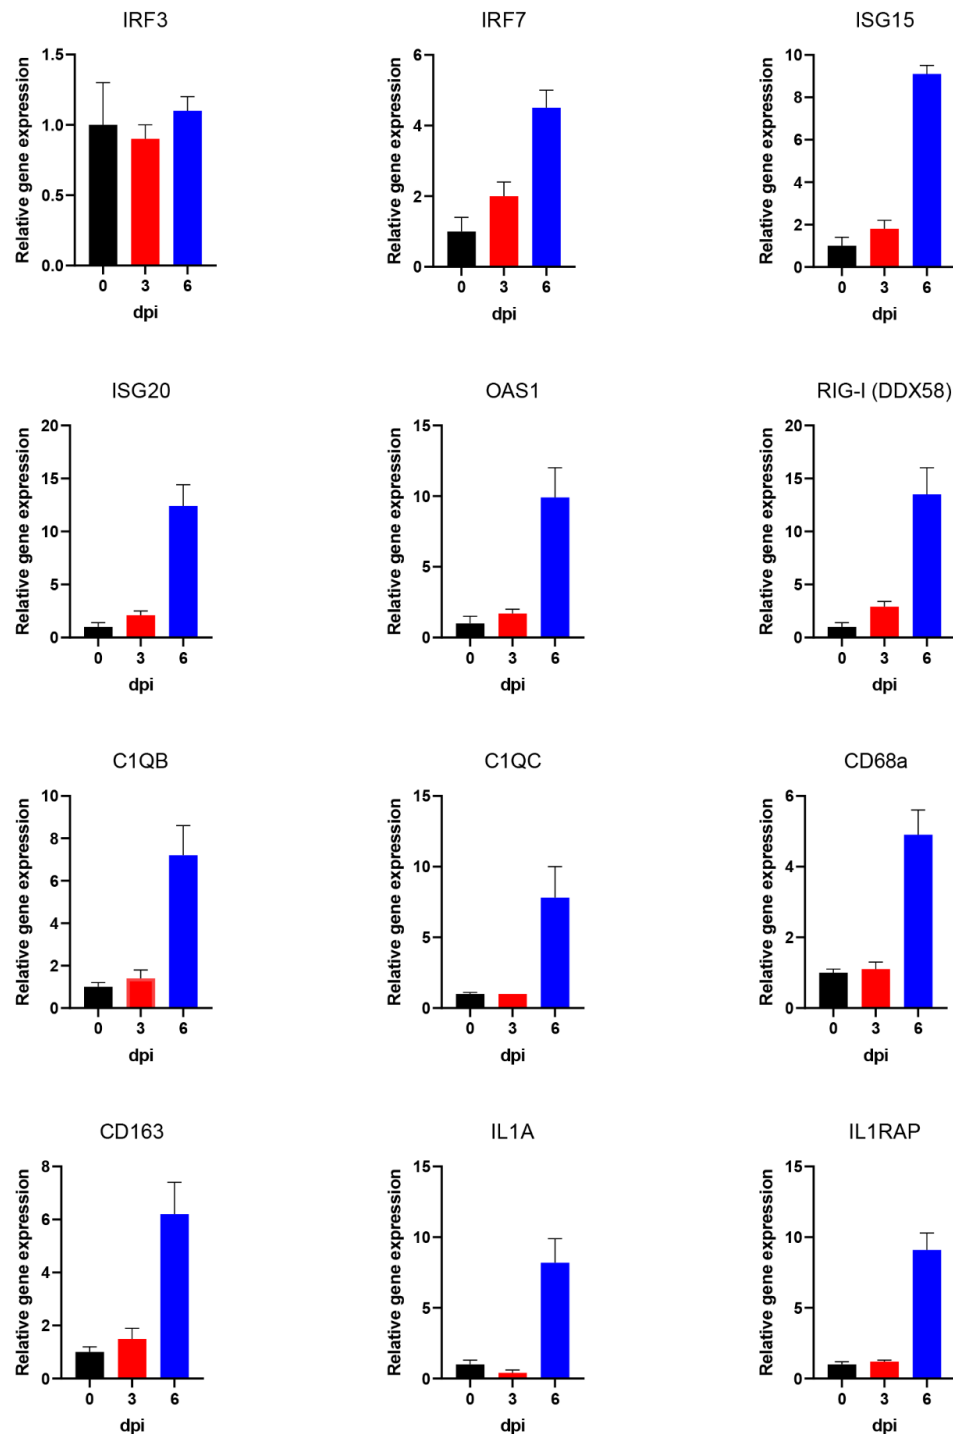 IRF3
IRF7
ISG15
Relative gene expression
1.5
1.0
0.5
0.0
0 3 6
dpi
Relative gene expression
6
4
2
0
0 3 6
dpi
Relative gene expression
10
8
6
4
2
0
0 3 6
dpi
ISG20
OAS1
RIG-I (DDX58)
Relative gene expression
20
15
10
5
0
0 3 6
dpi
Relative gene expression
15
10
5
0
0 3 6
dpi
Relative gene expression
20
15
10
5
0
0 3 6
dpi
C1QB
C1QC
CD68a
Relative gene expression
10
8
6
4
2
0
0 3 6
dpi
Relative gene expression
15
10
5
0
0 3 6
dpi
Relative gene expression
6
4
2
0
0 3 6
dpi
CD163
IL1A
IL1RAP
Relative gene expression
8
6
4
2
0
0 3 6
dpi
Relative gene expression
15
10
5
0
0 3 6
dpi
Relative gene expression
15
10
5
0
0 3 6
dpi